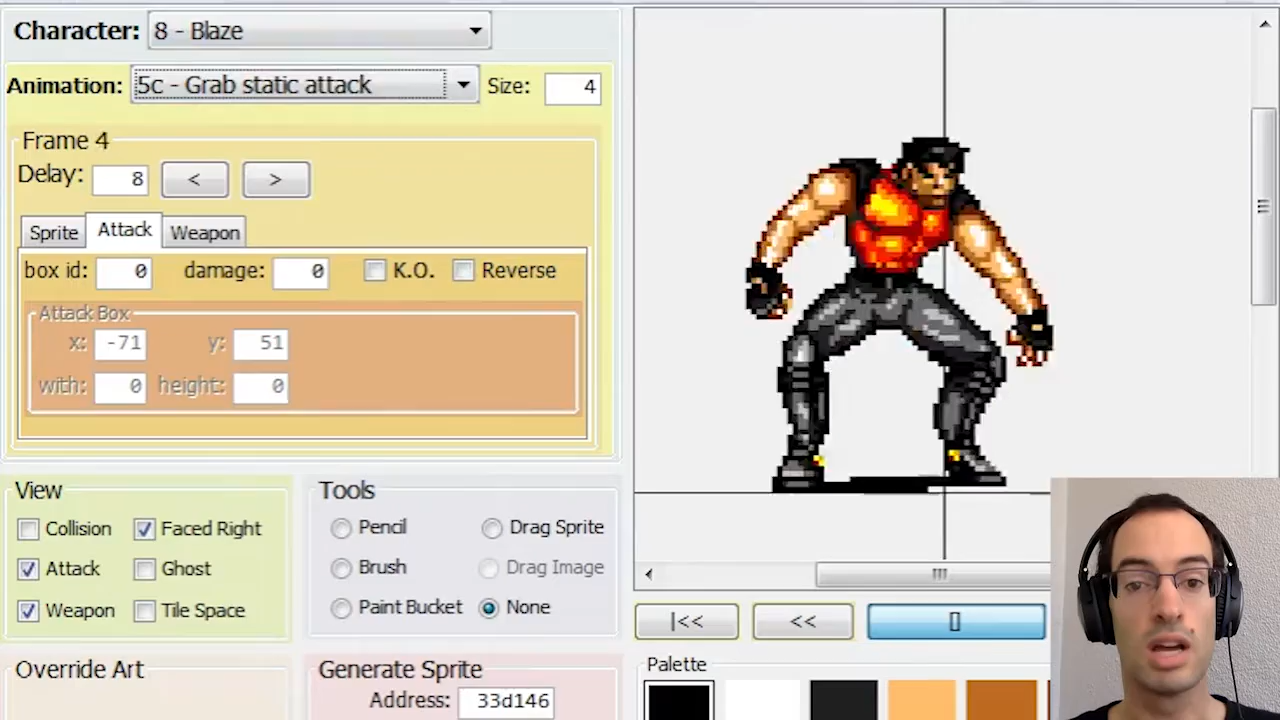 Character: 8 - Blaze
Animation: 5c - Grab static attack Size: 4
Frame 4
Delay: 8 < >
Sprite Attack Weapon
box id: 0 damage: 0 K.O. Reverse
Attack Box
x: -71 y: 51
with: 0 height: 0
View
Collision Faced Right
Attack Ghost
Weapon Tile Space
Tools
Pencil Drag Sprite
Brush Drag Image
Paint Bucket None
|<< << []
Override Art
Generate Sprite
Address: 33d146
Palette